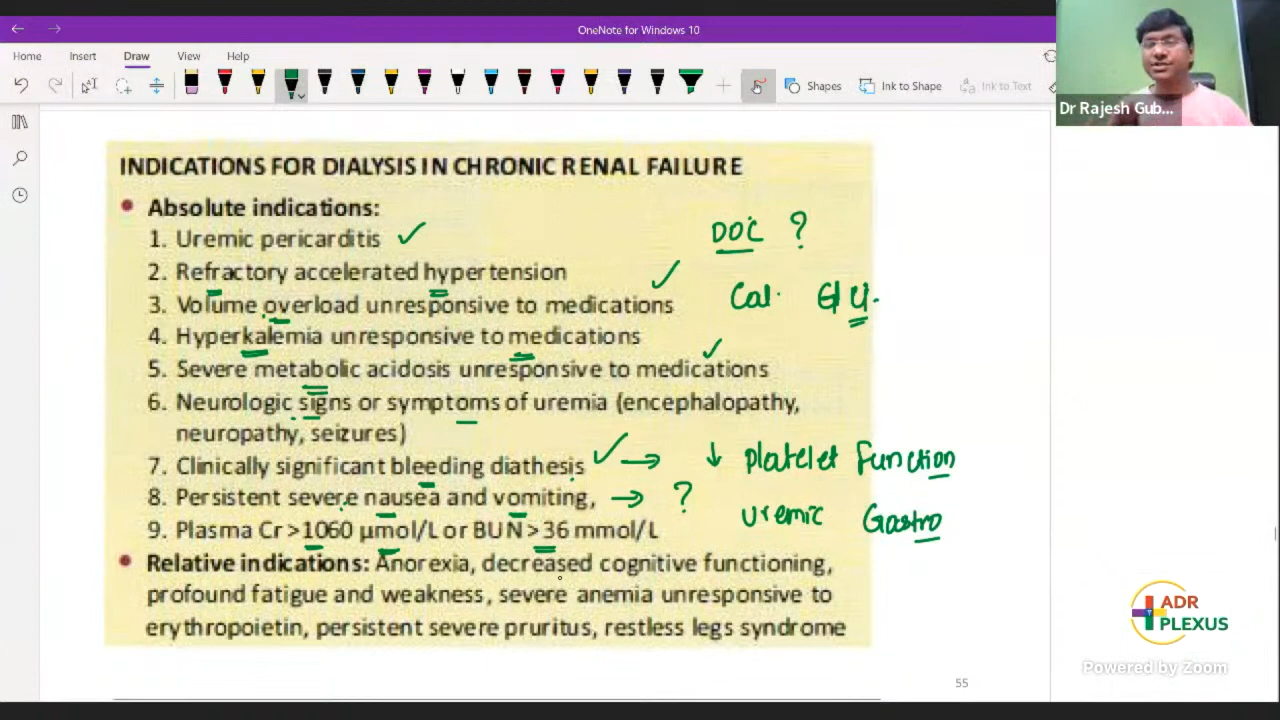 OneNote for Windows 10
Home Insert Draw View Help
Shapes Ink to Shape Ink to Text
Dr Rajesh Gub...
INDICATIONS FOR DIALYSIS IN CHRONIC RENAL FAILURE
Absolute indications:
1. Uremic pericarditis
DOC ?
2. Refractory accelerated hypertension
3. Volume overload unresponsive to medications
Cal.
4. Hyperkalemia unresponsive to medications
5. Severe metabolic acidosis unresponsive to medications
6. Neurologic signs or symptoms of uremia (encephalopathy,
neuropathy, seizures)
7. Clinically significant bleeding diathesis → ↓ Platelet Function
8. Persistent severe nausea and vomiting, → ?
uremic Gastro
9. Plasma Cr >1060 μmol/L or BUN > 36 mmol/L
Relative indications: Anorexia, decreased cognitive functioning,
profound fatigue and weakness, severe anemia unresponsive to
erythropoietin, persistent severe pruritus, restless legs syndrome
ADR
PLEXUS
Powered by Zoom
55